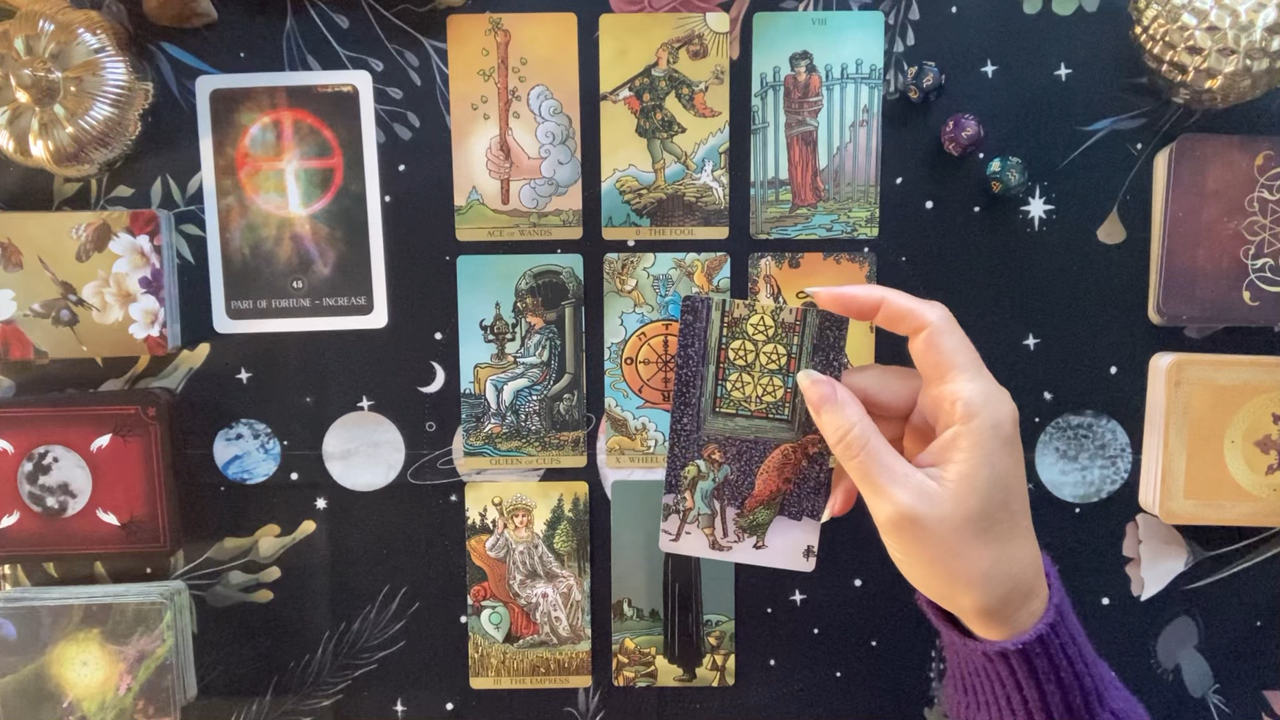 VIII
ACE OF WANDS
0 - THE FOOL
45
PART OF FORTUNE - INCREASE
QUEEN OF CUPS
X - WHEEL
III - THE EMPRESS